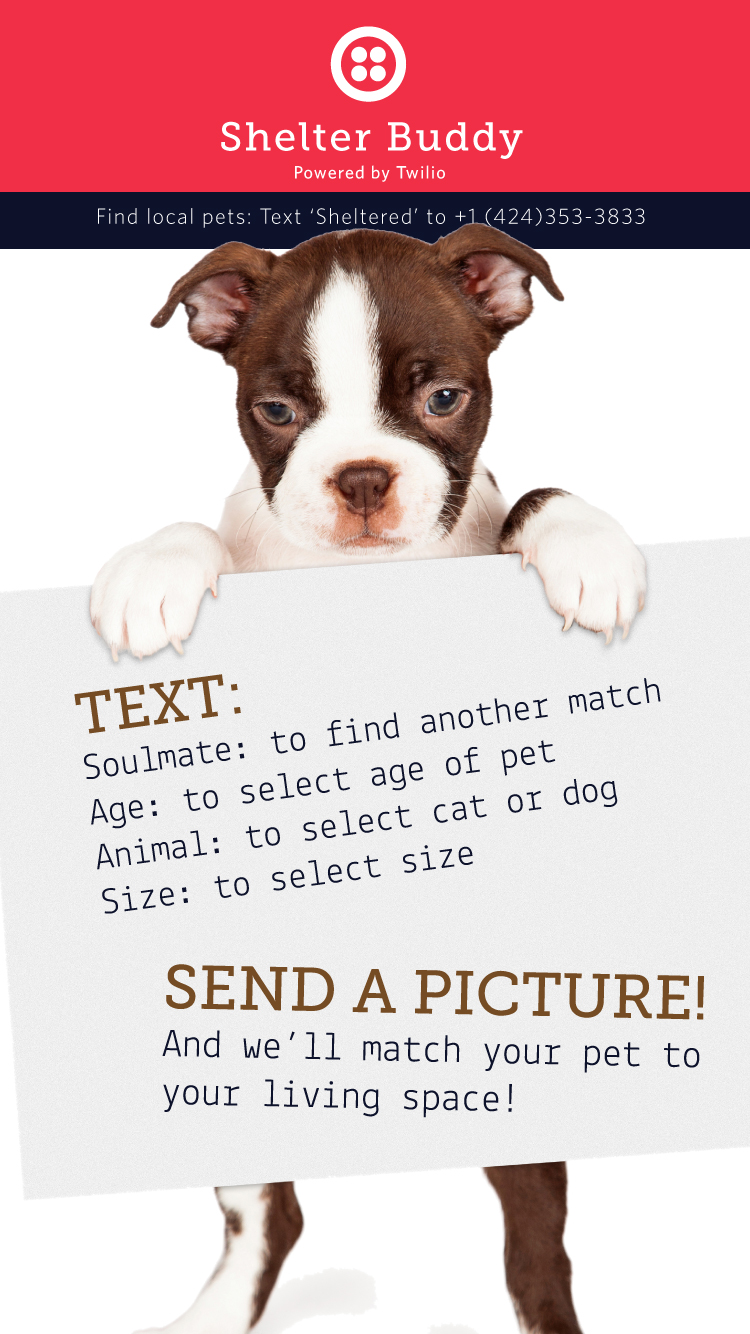 Shelter Buddy
Powered by Twilio
Find local pets: Text ‘Sheltered’ to +1 (424)353-3833
TEXT:
Soulmate: to find another match
Age: to select age of pet
Animal: to select cat or dog
Size: to select size
SEND A PICTURE!
And we’ll match your pet to
your living space!